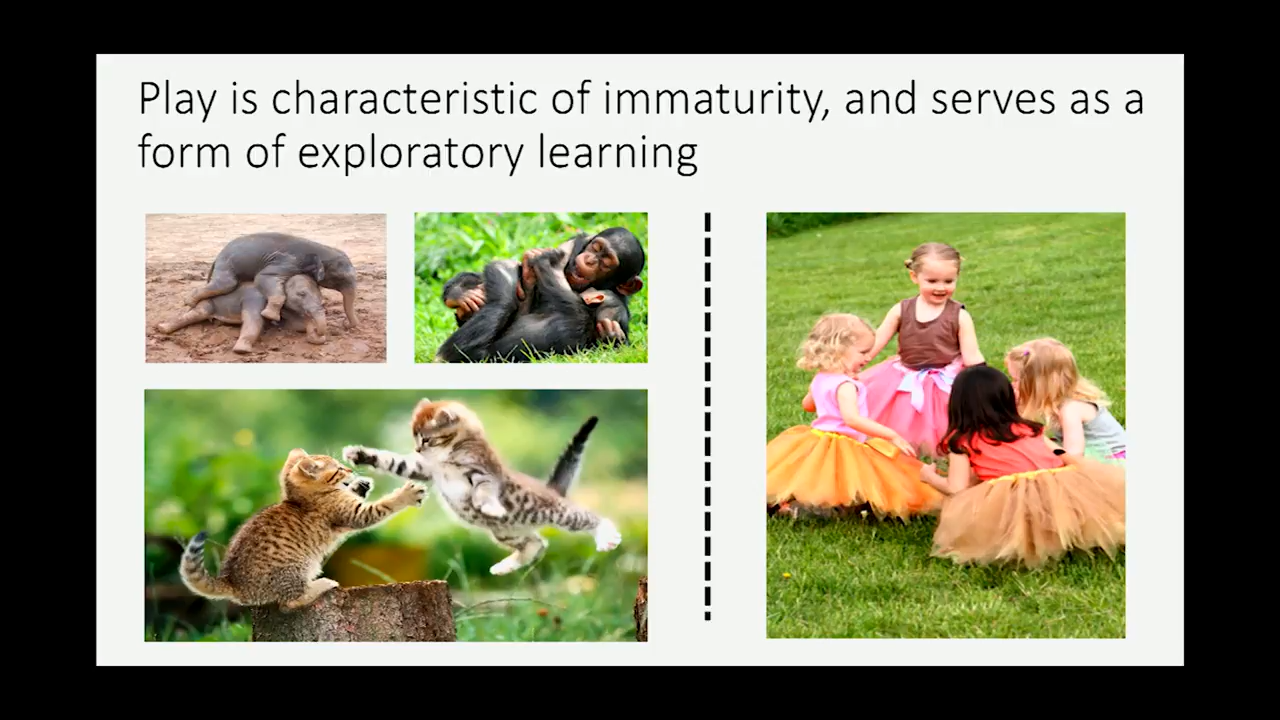 Play is characteristic of immaturity, and serves as a
form of exploratory learning